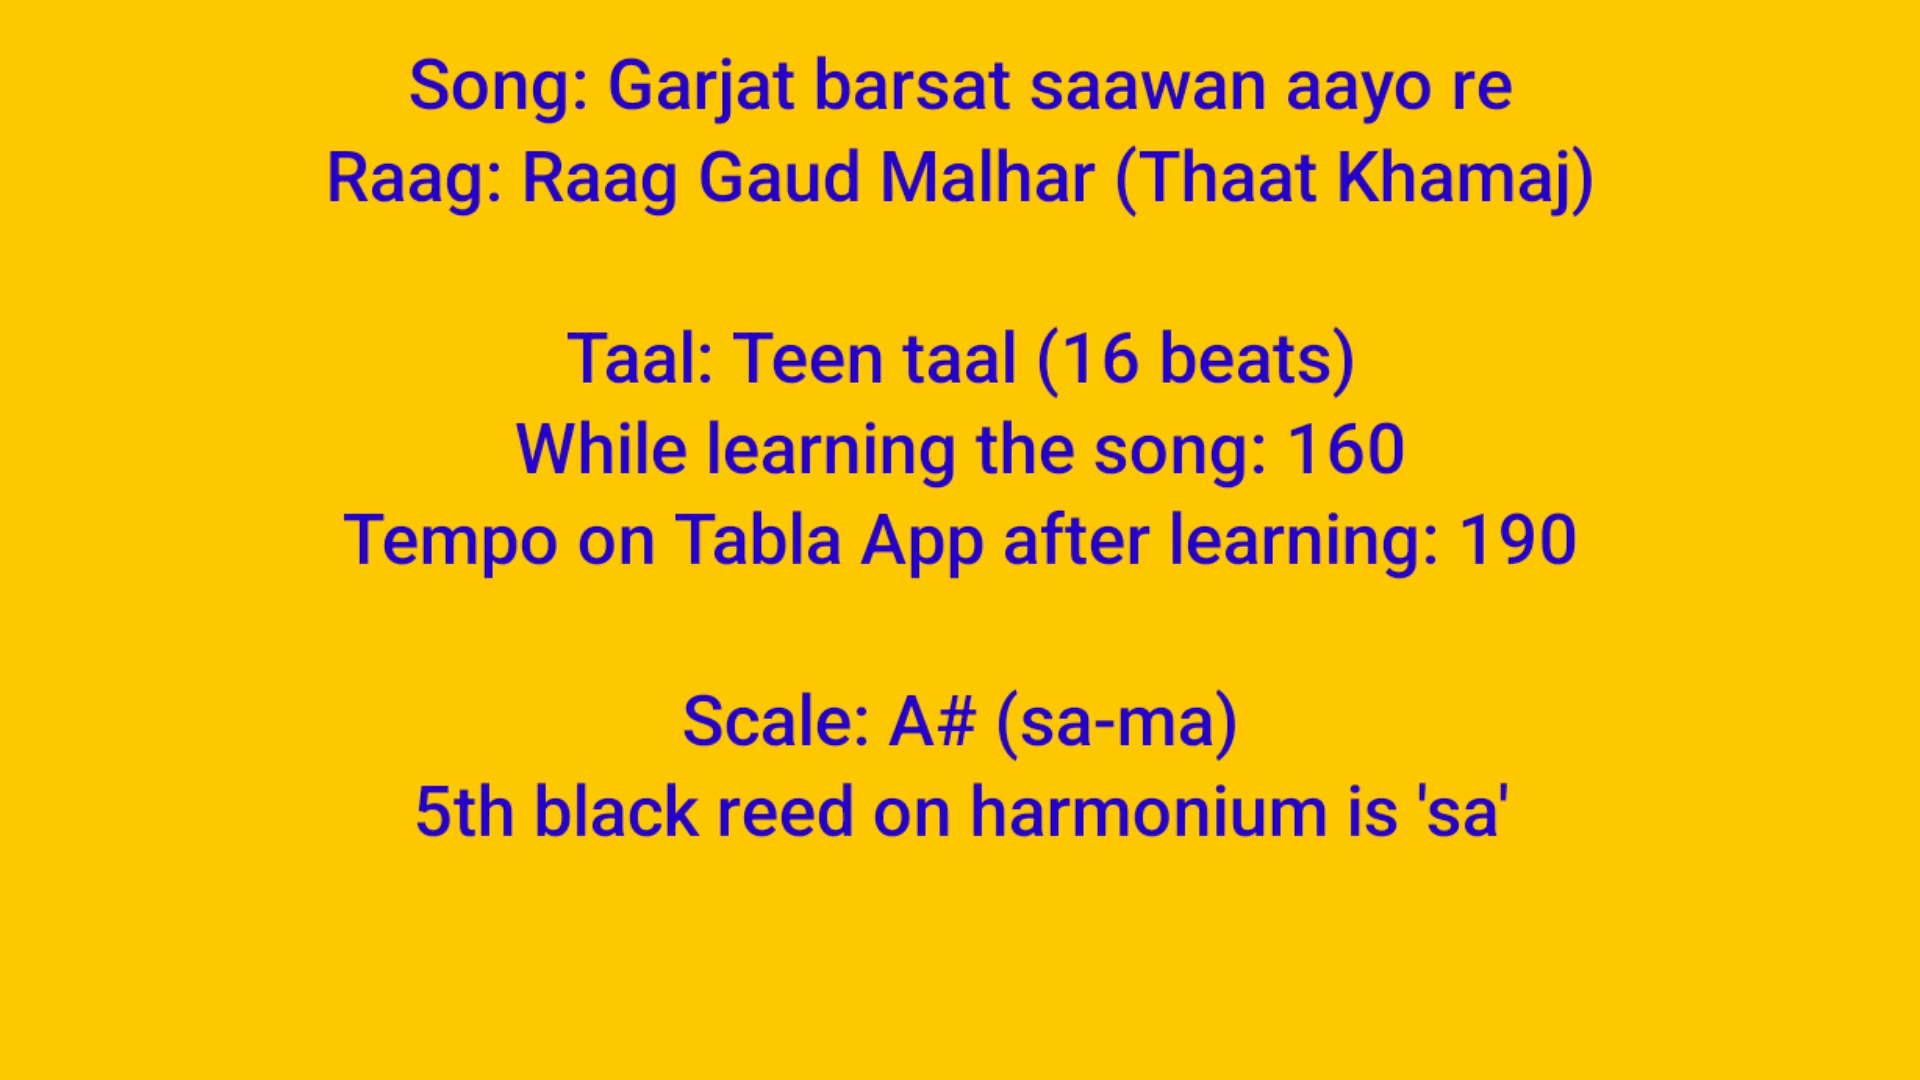 Song: Garjat barsat saawan aayo re
Raag: Raag Gaud Malhar (Thaat Khamaj)
Taal: Teen taal (16 beats)
While learning the song: 160
Tempo on Tabla App after learning: 190
Scale: A# (sa-ma)
5th black reed on harmonium is 'sa'